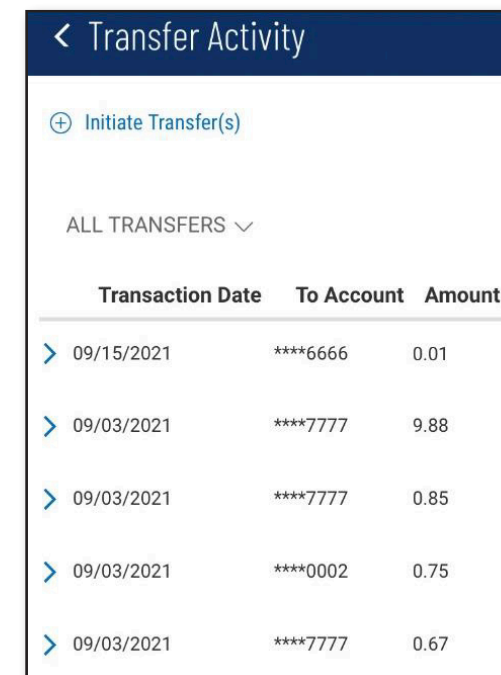 Transfer Activity
Initiate Transfer(s)
ALL TRANSFERS
Transaction Date To Account Amount
09/15/2021 ****6666 0.01
09/03/2021 ****7777 9.88
09/03/2021 ****7777 0.85
09/03/2021 ****0002 0.75
09/03/2021 ****7777 0.67